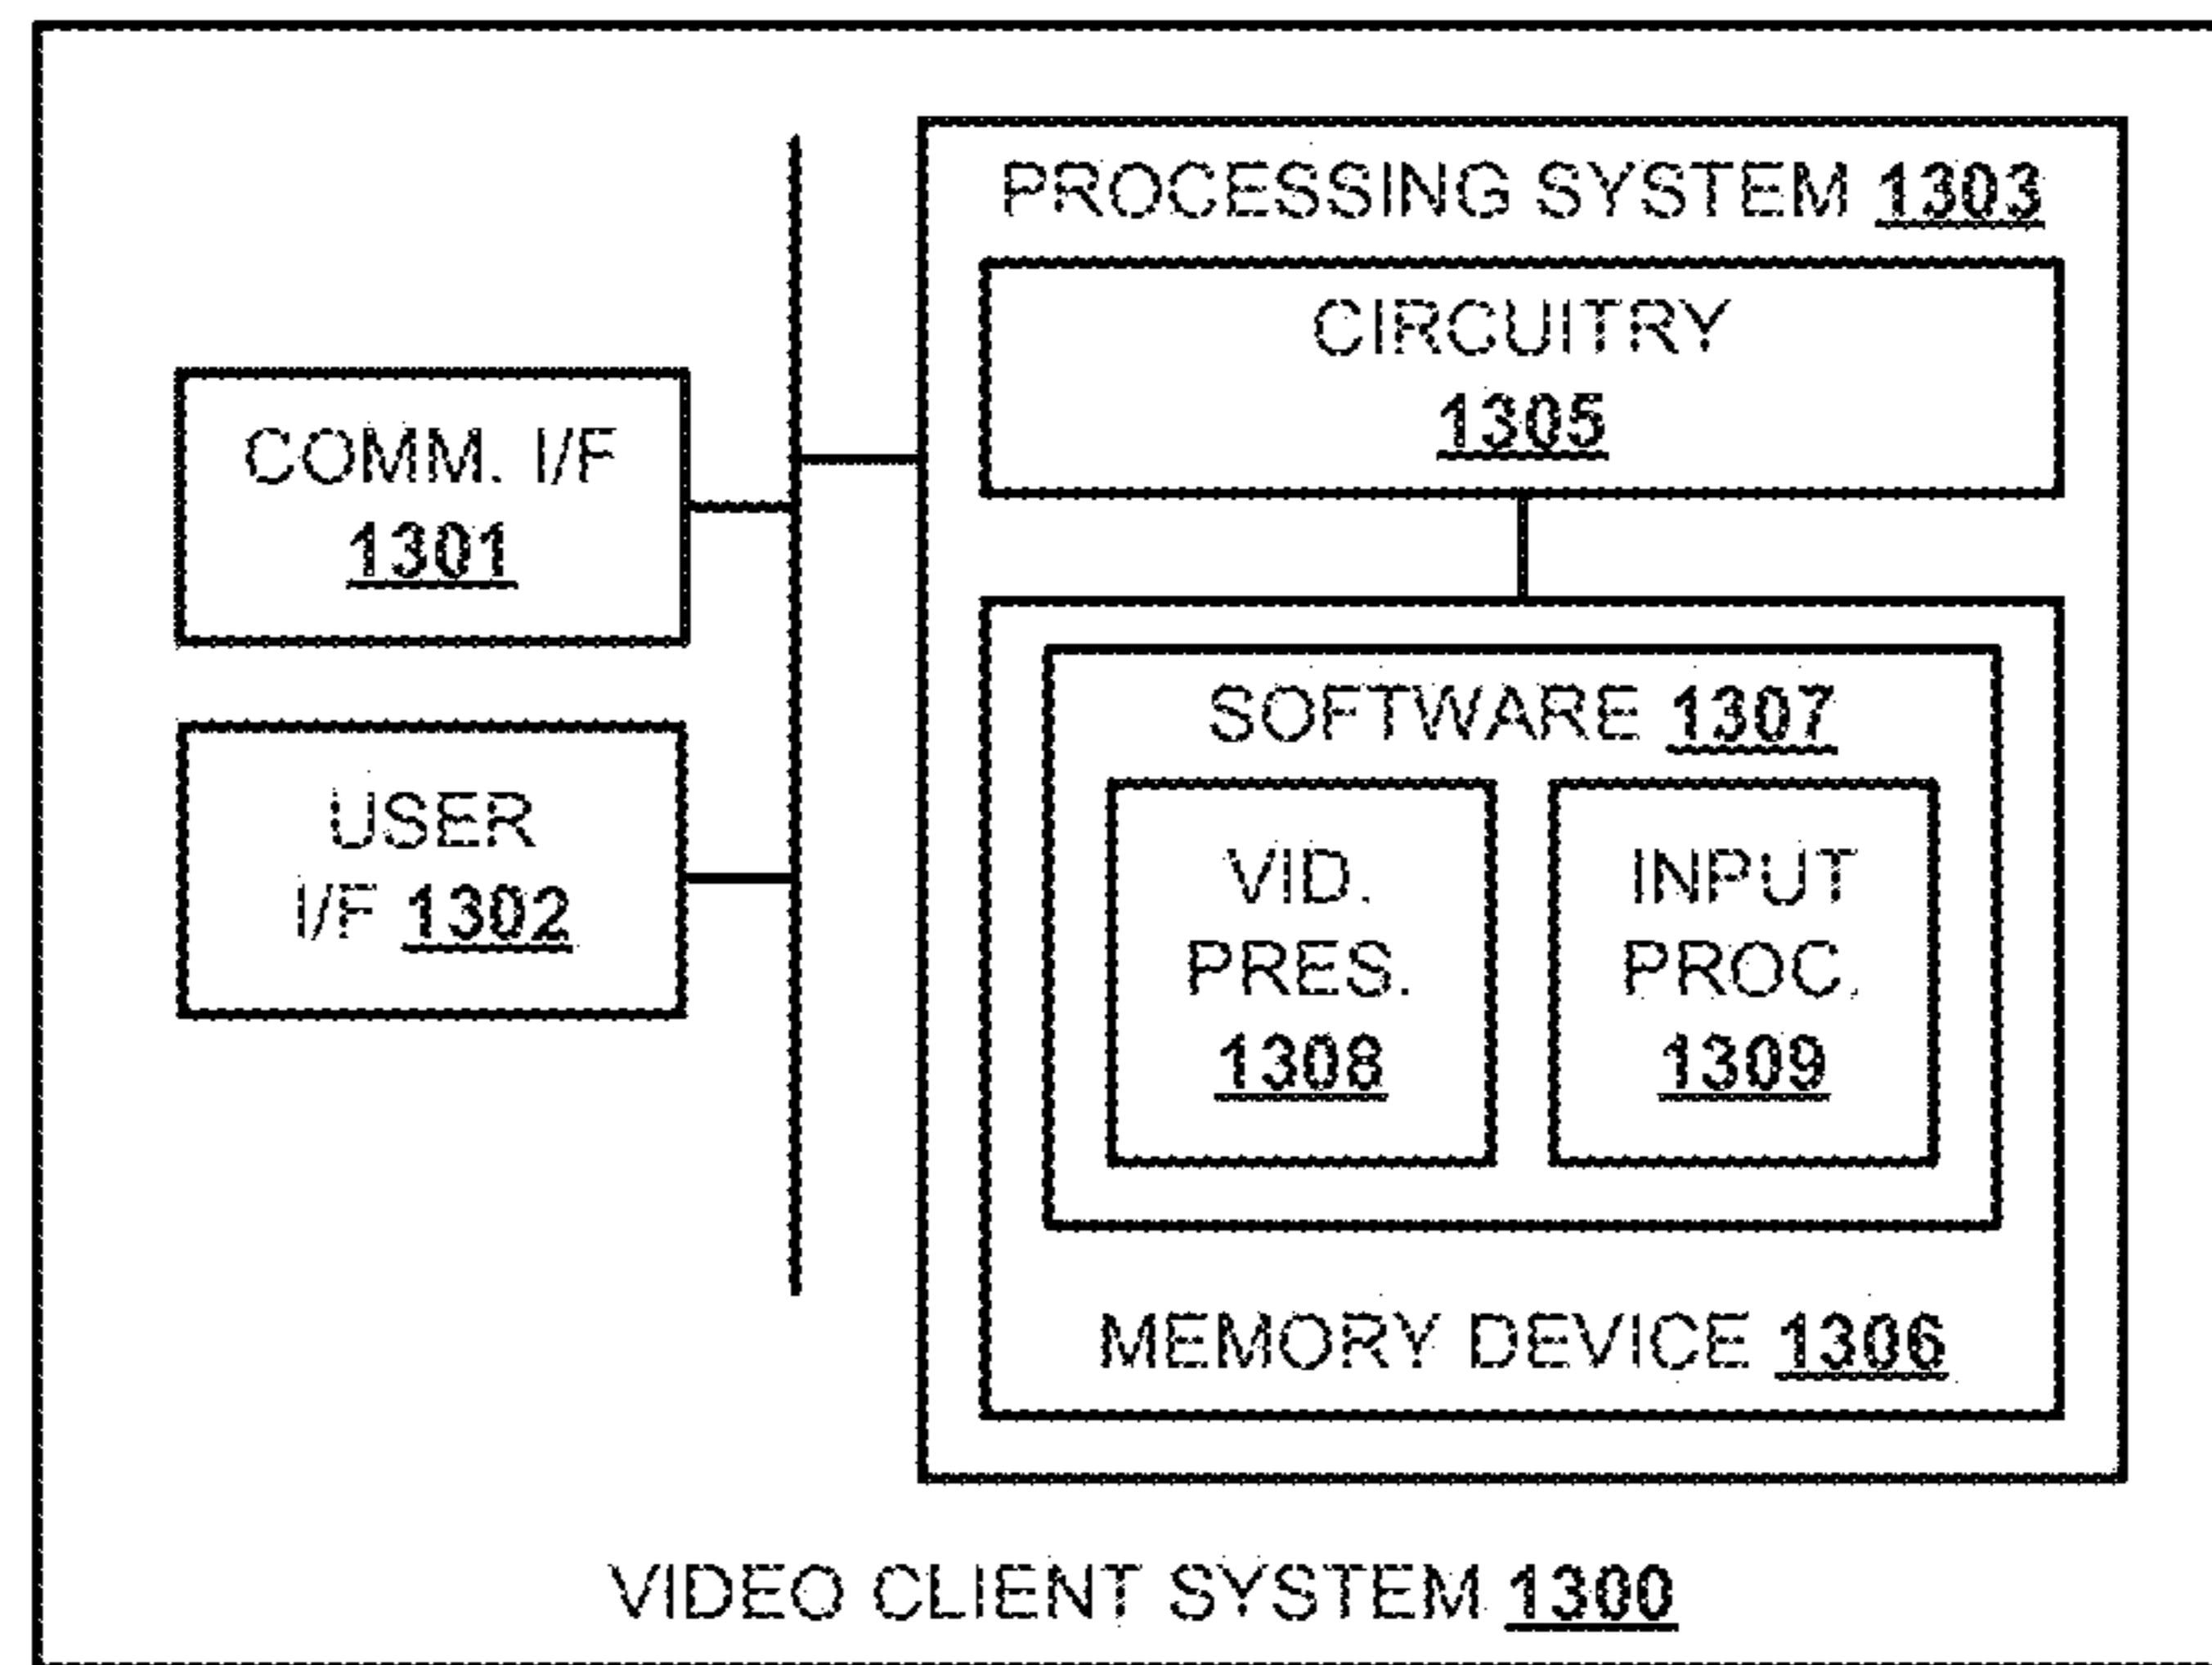 PROCESSING SYSTEM 1303
CIRCUITRY
1305
COMM. I/F
1301
USER
I/F 1302
SOFTWARE 1307
VID.
PRES.
1308
INPUT
PROC.
1309
MEMORY DEVICE 1306
VIDEO CLIENT SYSTEM 1300